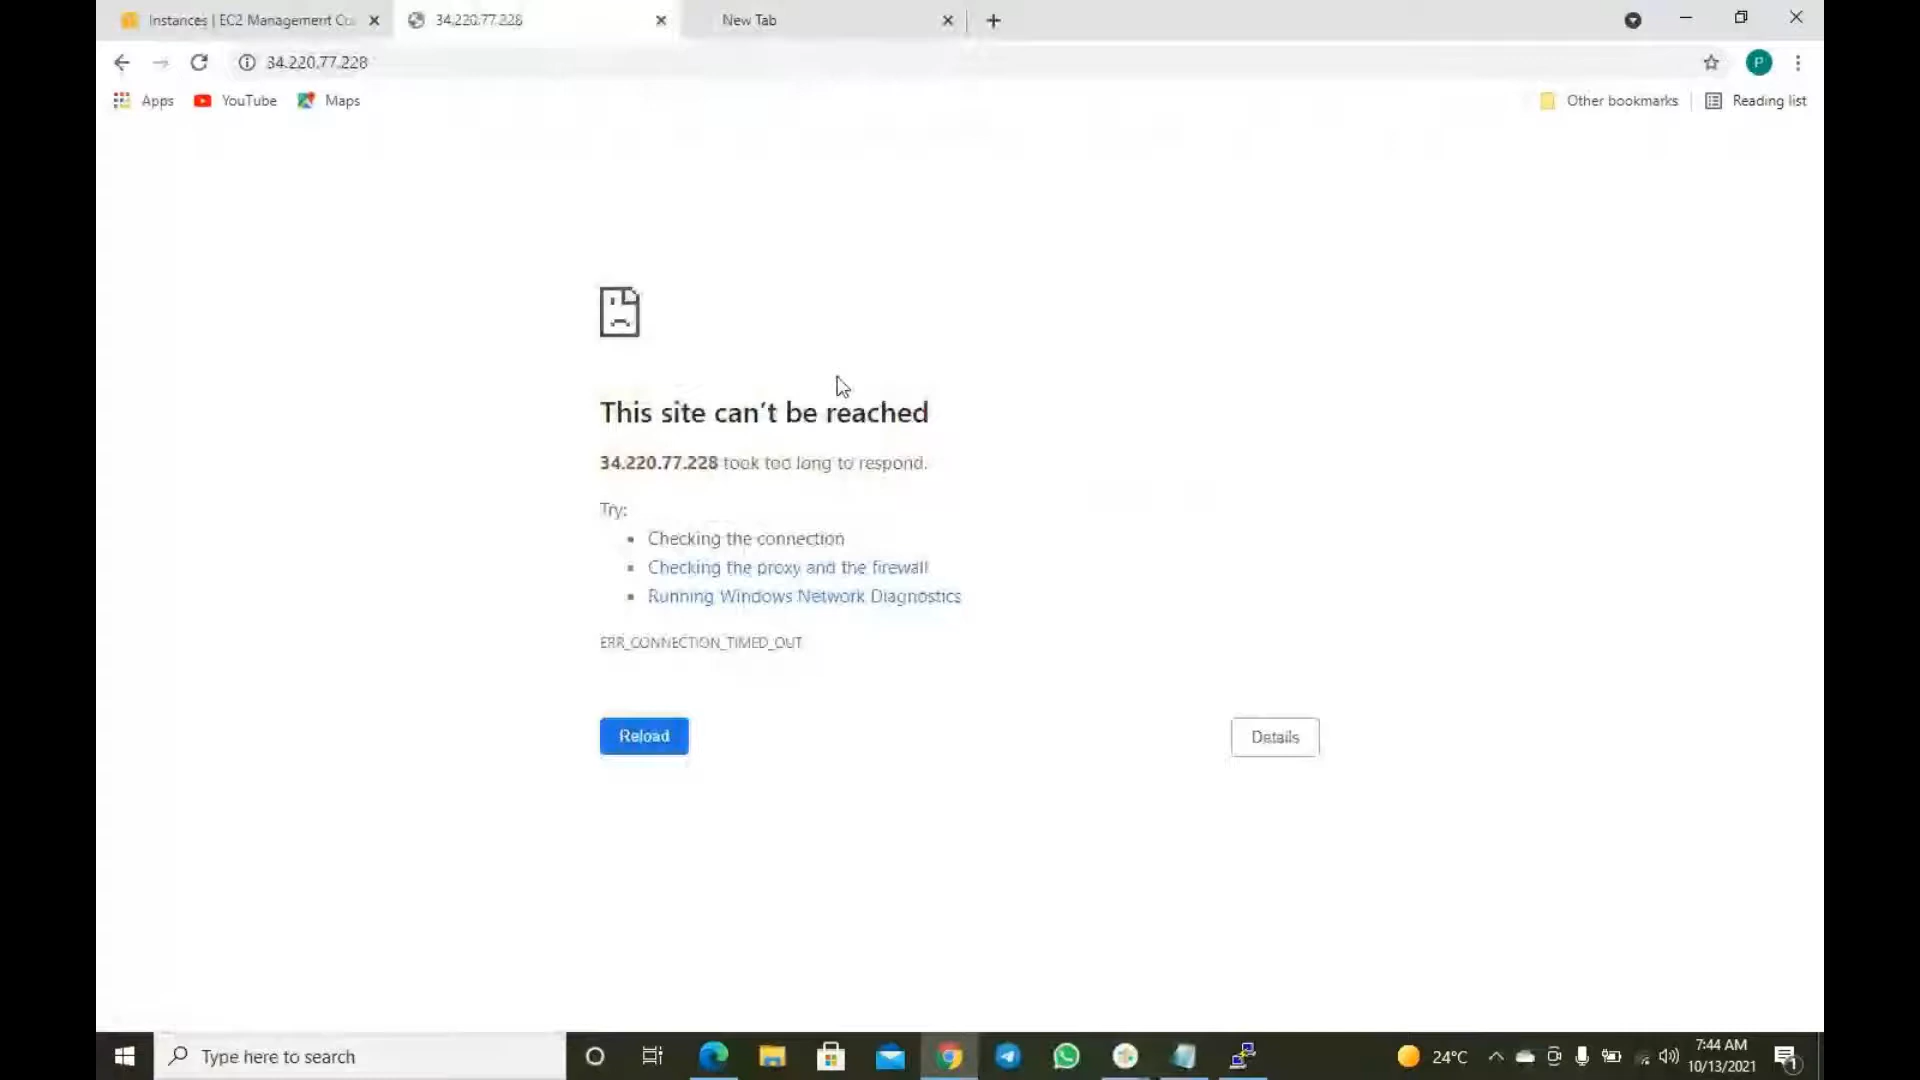 Instances | EC2 Management Co
34.220.77.228
New Tab
34.220.77.228
P
Apps
YouTube
Maps
Other bookmarks
Reading list
This site can't be reached
34.220.77.228 took too long to respond.
Try:
Checking the connection
Checking the proxy and the firewall
Running Windows Network Diagnostics
ERR_CONNECTION_TIMED_OUT
Reload
Details
Type here to search
24°C
7:44 AM
10/13/2021
1